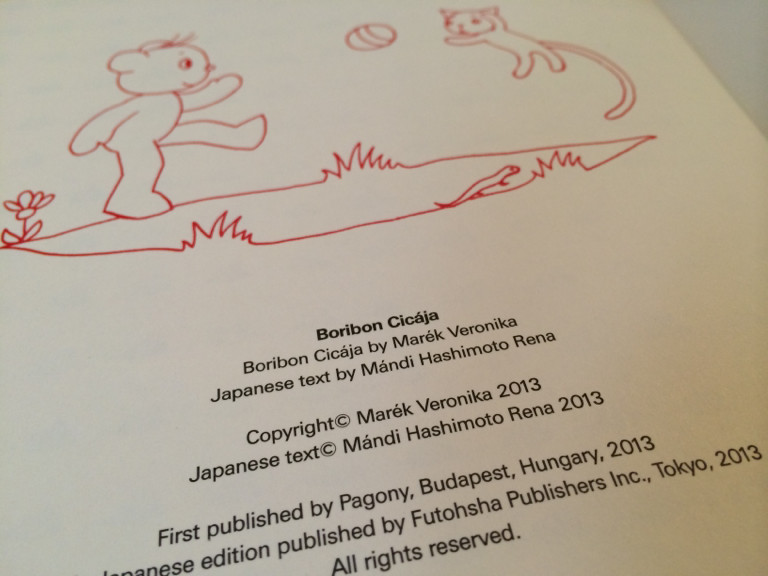 Boribon Cicája
Boribon Cicája by Marék Veronika
Japanese text by Mándi Hashimoto Rena
Copyright© Marék Veronika 2013
Japanese text© Mándi Hashimoto Rena 2013
First published by Pagony, Budapest, Hungary, 2013
Japanese edition published by Futohsha Publishers Inc., Tokyo, 2013
All rights reserved.